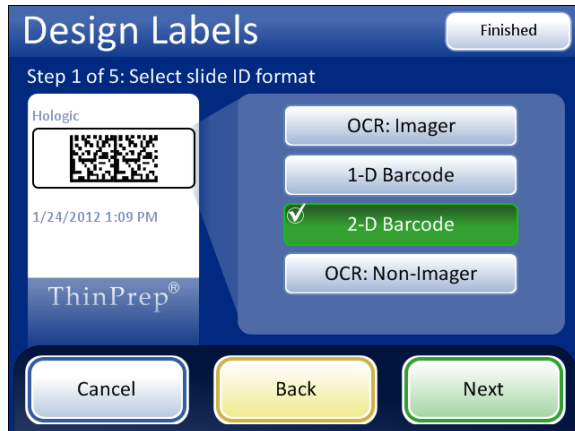 Design Labels
Finished
Step 1 of 5: Select slide ID format
Hologic
1/24/2012 1:09 PM
ThinPrep®
OCR: Imager
1-D Barcode
2-D Barcode
OCR: Non-Imager
Cancel
Back
Next